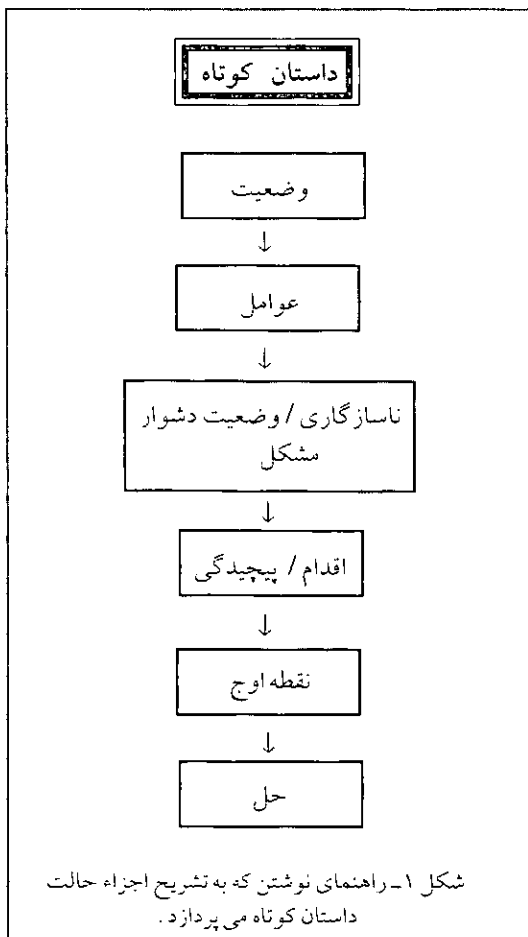 داستان کوتاه
وضعیت
↓
عوامل
↓
ناسازگاری / وضعیت دشوار
مشکل
↓
اقدام / پیچیدگی
↓
نقطه اوج
↓
حل
شکل ۱ـ راهنمای نوشتن که به تشریح اجزاء حالت
داستان کوتاه می پردازد.